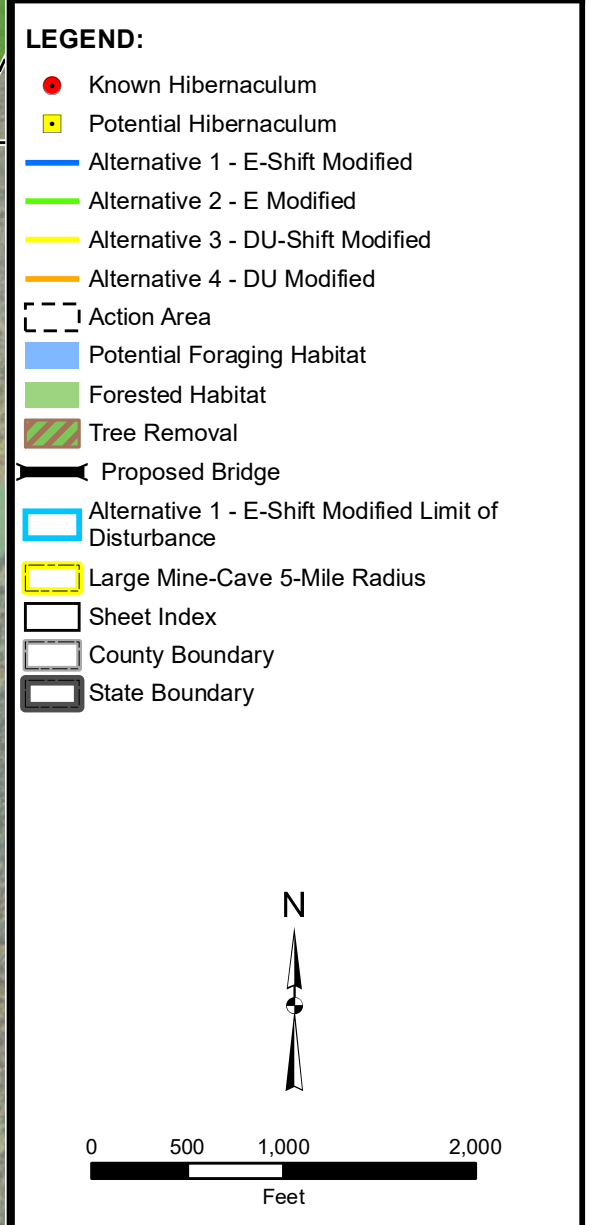 LEGEND:
Known Hibernaculum
Potential Hibernaculum
Alternative 1 - E-Shift Modified
Alternative 2 - E Modified
Alternative 3 - DU-Shift Modified
Alternative 4 - DU Modified
Action Area
Potential Foraging Habitat
Forested Habitat
Tree Removal
Proposed Bridge
Alternative 1 - E-Shift Modified Limit of
Disturbance
Large Mine-Cave 5-Mile Radius
Sheet Index
County Boundary
State Boundary
N
0 500 1,000 2,000
Feet